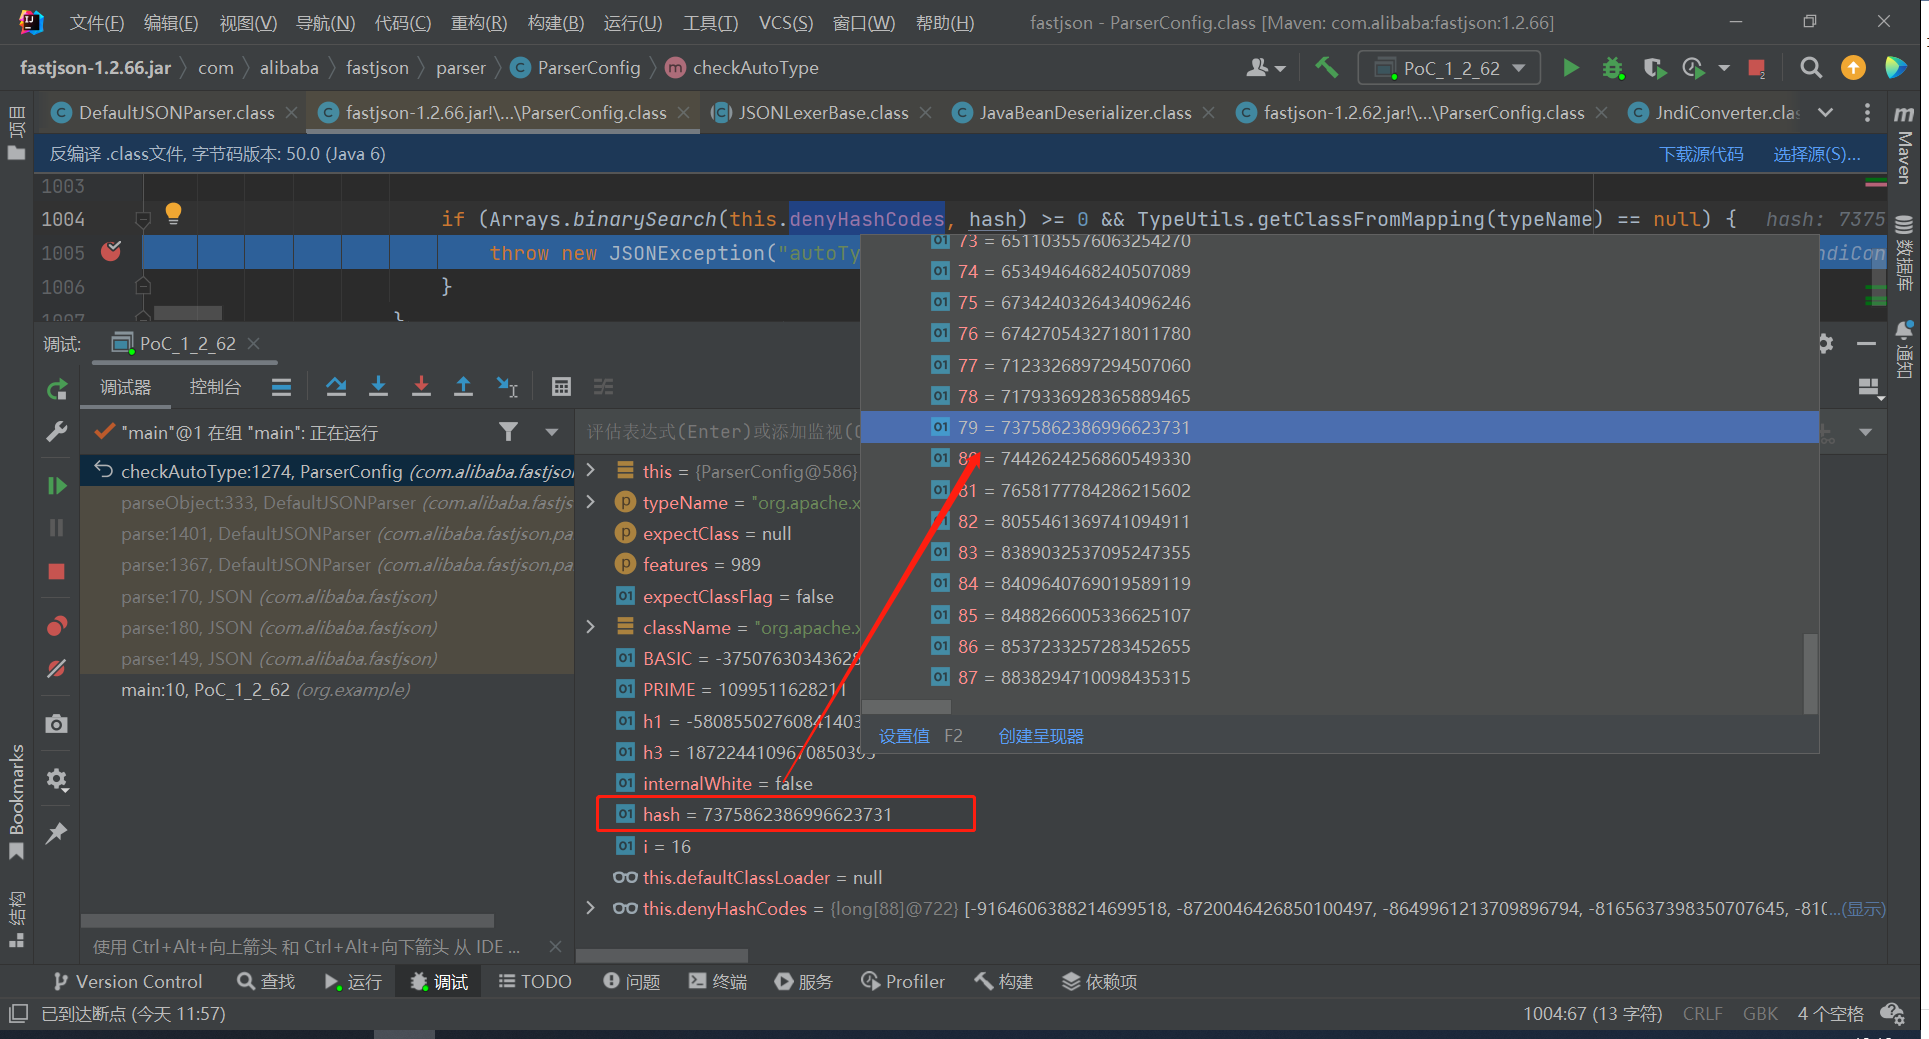 文件(F) 编辑(E) 视图(V) 导航(N) 代码(C) 重构(R) 构建(B) 运行(U) 工具(T) VCS(S) 窗口(W) 帮助(H) fastjson - ParserConfig.class [Maven: com.alibaba:fastjson:1.2.66]
fastjson-1.2.66.jar com alibaba fastjson parser ParserConfig checkAutoType PoC_1_2_62
DefaultJSONParser.class fastjson-1.2.66.jar!\...\ParserConfig.class JSONLexerBase.class JavaBeanDeserializer.class fastjson-1.2.62.jar!\...\ParserConfig.class JndiConverter.clas
反编译 .class文件, 字节码版本: 50.0 (Java 6) 下载源代码 选择源(S)...
1003
1004 if (Arrays.binarySearch(this.denyHashCodes, hash) >= 0 && TypeUtils.getClassFromMapping(typeName) == null) { hash: 7375
1005 throw new JSONException("autoTy ndiCon
1006 }
1007 }
项目
Maven
数据库
通知
Bookmarks
结构
73 = 6511035576063254270
74 = 6534946468240507089
75 = 6734240326434096246
76 = 6742705432718011780
77 = 7123326897294507060
78 = 7179336928365889465
79 = 7375862386996623731
80 = 7442624256860549330
81 = 7658177784286215602
82 = 8055461369741094911
83 = 8389032537095247355
84 = 8409640769019589119
85 = 8488266005336625107
86 = 8537233257283452655
87 = 8838294710098435315
设置值 F2 创建呈现器
调试: PoC_1_2_62
调试器 控制台
"main"@1 在组 "main": 正在运行
评估表达式(Enter)或添加监视(C
checkAutoType:1274, ParserConfig (com.alibaba.fastjson
parseObject:333, DefaultJSONParser (com.alibaba.fastjs
parse:1401, DefaultJSONParser (com.alibaba.fastjson.pa
parse:1367, DefaultJSONParser (com.alibaba.fastjson.pa
parse:170, JSON (com.alibaba.fastjson)
parse:180, JSON (com.alibaba.fastjson)
parse:149, JSON (com.alibaba.fastjson)
main:10, PoC_1_2_62 (org.example)
this = {ParserConfig@586}
typeName = "org.apache.x
expectClass = null
features = 989
expectClassFlag = false
className = "org.apache.x
BASIC = -37507630343628
PRIME = 1099511628211
h1 = -58085502760841403
h3 = 1872244109670850395
internalWhite = false
hash = 7375862386996623731
i = 16
this.defaultClassLoader = null
this.denyHashCodes = {long[88]@722} [-9164606388214699518, -8720046426850100497, -8649961213709896794, -8165637398350707645, -810 ...(显示)
使用 Ctrl+Alt+向上箭头 和 Ctrl+Alt+向下箭头 从 IDE ...
Version Control 查找 运行 调试 TODO 问题 终端 服务 Profiler 构建 依赖项
已到达断点 (今天 11:57) 1004:67 (13 字符) CRLF GBK 4 个空格